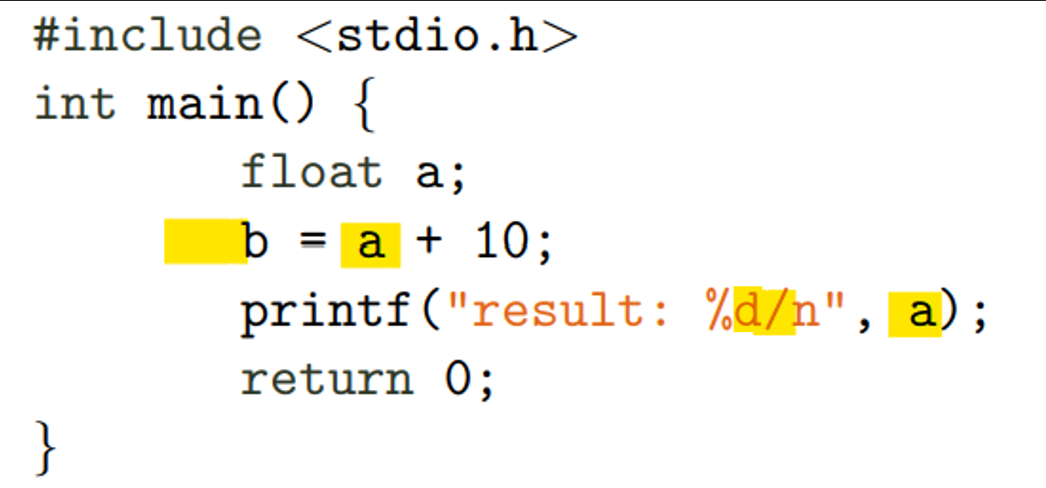 #include <stdio.h>
int main() {
float a;
b = a + 10;
printf("result: %d/n", a);
return 0;
}